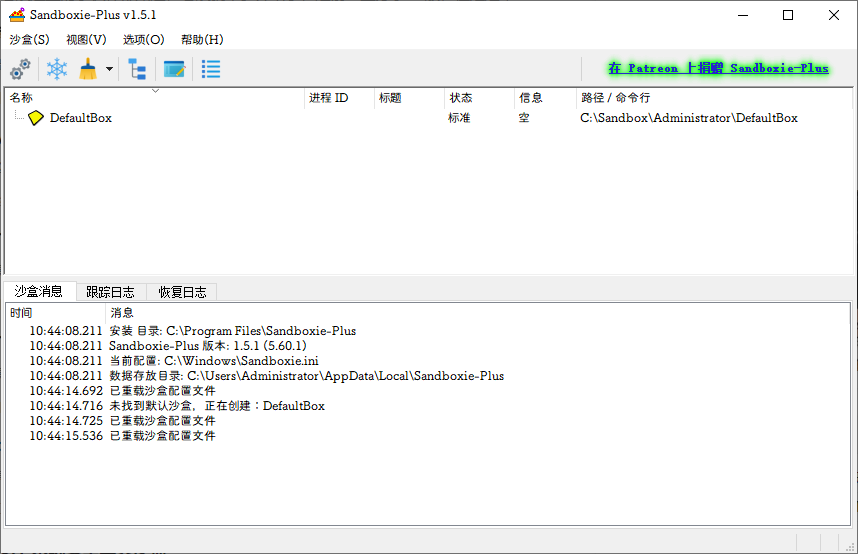 Sandboxie-Plus v1.5.1
沙盒(S) 视图(V) 选项(O) 帮助(H)
在 Patreon 上捐赠 Sandboxie-Plus
名称 进程 ID 标题 状态 信息 路径 / 命令行
DefaultBox 标准 空 C:\Sandbox\Administrator\DefaultBox
沙盒消息 跟踪日志 恢复日志
时间 消息
10:44:08.211 安装 目录: C:\Program Files\Sandboxie-Plus
10:44:08.211 Sandboxie-Plus 版本: 1.5.1 (5.60.1)
10:44:08.211 当前配置: C:\Windows\Sandboxie.ini
10:44:08.211 数据存放目录: C:\Users\Administrator\AppData\Local\Sandboxie-Plus
10:44:14.692 已重载沙盒配置文件
10:44:14.716 未找到默认沙盒，正在创建：DefaultBox
10:44:14.725 已重载沙盒配置文件
10:44:15.536 已重载沙盒配置文件